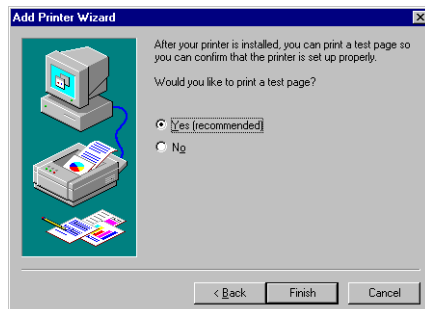 Add Printer Wizard
After your printer is installed, you can print a test page so
you can confirm that the printer is set up properly.
Would you like to print a test page?
Yes (recommended)
No
< Back
Finish
Cancel